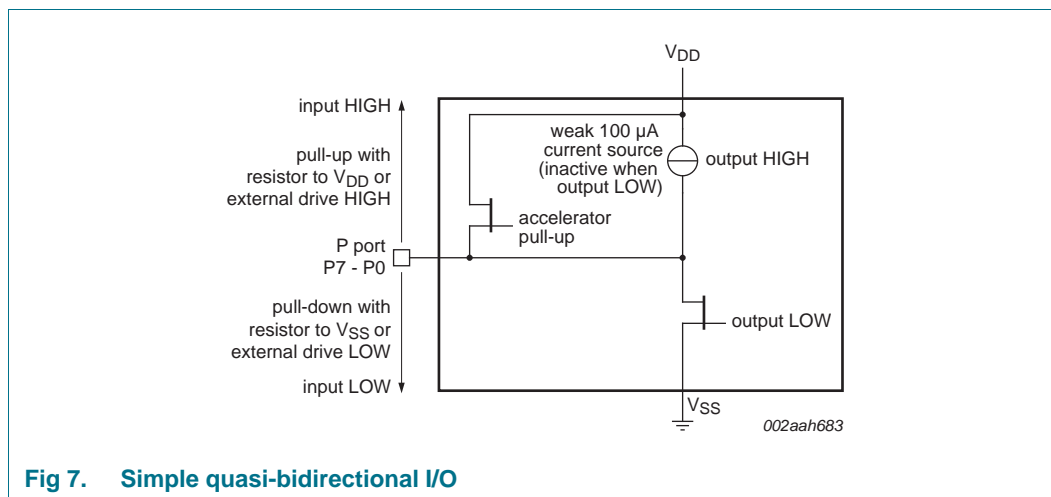 VDD
input HIGH
pull-up with
resistor to VDD or
external drive HIGH
P port
P7 - P0
pull-down with
resistor to VSS or
external drive LOW
input LOW
weak 100 µA
current source
(inactive when
output LOW)
output HIGH
accelerator
pull-up
output LOW
VSS
002aah683
Fig 7. Simple quasi-bidirectional I/O